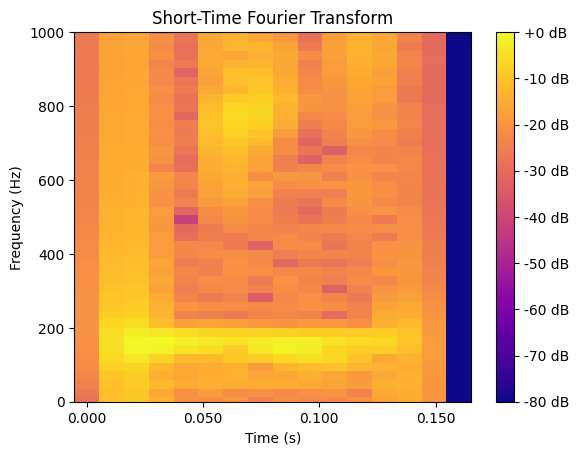 Short-Time Fourier Transform
1000
800
600
400
200
0
Frequency (Hz)
0.000
0.050
0.100
0.150
Time (s)
+0 dB
-10 dB
-20 dB
-30 dB
-40 dB
-50 dB
-60 dB
-70 dB
-80 dB